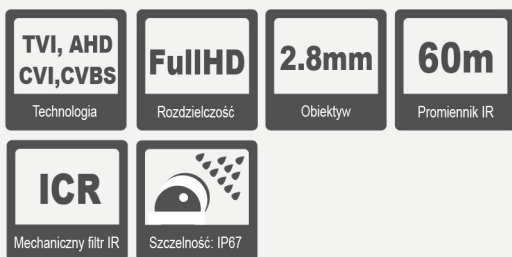 TVI, AHD
CVI,CVBS
Technologia
FullHD
Rozdzielczość
2.8mm
Obiektyw
60m
Promiennik IR
ICR
Mechaniczny filtr IR
Szczelność: IP67